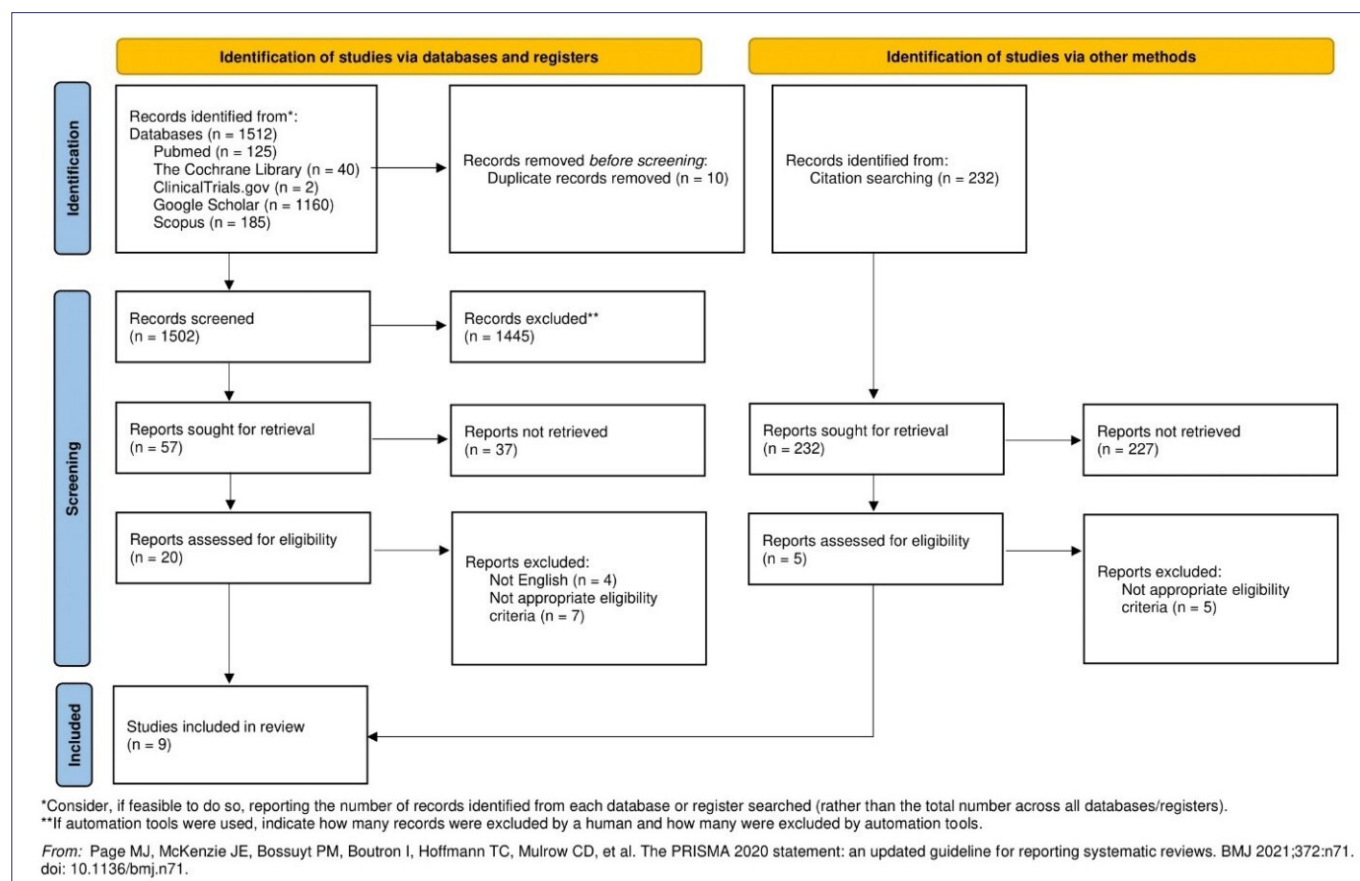 Identification of studies via databases and registers
Identification of studies via other methods
Identification
Records identified from*:
Databases (n = 1512)
Pubmed (n = 125)
The Cochrane Library (n = 40)
ClinicalTrials.gov (n = 2)
Google Scholar (n = 1160)
Scopus (n = 185)
Records removed before screening:
Duplicate records removed (n = 10)
Records identified from:
Citation searching (n = 232)
Screening
Records screened
(n = 1502)
Records excluded**
(n = 1445)
Reports sought for retrieval
(n = 57)
Reports not retrieved
(n = 37)
Reports sought for retrieval
(n = 232)
Reports not retrieved
(n = 227)
Reports assessed for eligibility
(n = 20)
Reports excluded:
Not English (n = 4)
Not appropriate eligibility
criteria (n = 7)
Reports assessed for eligibility
(n = 5)
Reports excluded:
Not appropriate eligibility
criteria (n = 5)
Included
Studies included in review
(n = 9)
*Consider, if feasible to do so, reporting the number of records identified from each database or register searched (rather than the total number across all databases/registers).
**If automation tools were used, indicate how many records were excluded by a human and how many were excluded by automation tools.
From: Page MJ, McKenzie JE, Bossuyt PM, Boutron I, Hoffmann TC, Mulrow CD, et al. The PRISMA 2020 statement: an updated guideline for reporting systematic reviews. BMJ 2021;372:n71.
doi: 10.1136/bmj.n71.